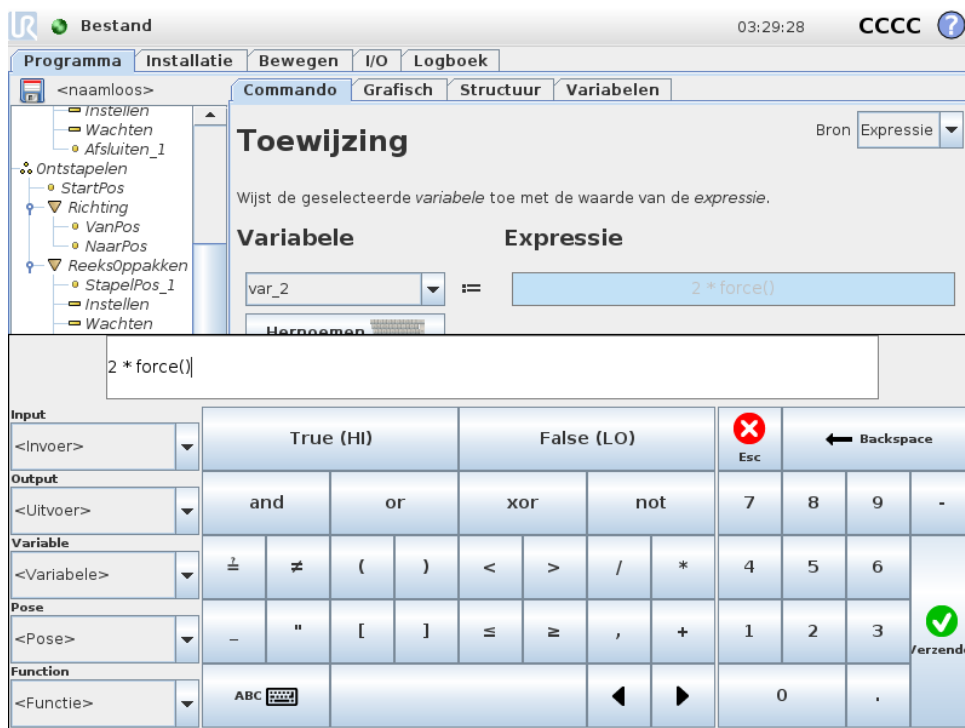 UR Bestand 03:29:28 CCCC ?
Programma Installatie Bewegen I/O Logboek
<naamloos> Commando Grafisch Structuur Variabelen
Instellen
Wachten
Afsluiten_1
Ontstapelen
StartPos
Richting
VanPos
NaarPos
ReeksOppakken
StapelPos_1
Instellen
Wachten
Toewijzing
Bron Expressie
Wijst de geselecteerde variabele toe met de waarde van de expressie.
Variabele Expressie
var_2 := 2 * force()
Hernoemen
2 * force()
Input
<Invoer>
Output
<Uitvoer>
Variable
<Variabele>
Pose
<Pose>
Function
<Functie>
True (HI) False (LO) Esc Backspace
and or xor not 7 8 9 -
≟ ≠ ( ) < > / * 4 5 6
_ " [ ] ≤ ≥ , + 1 2 3
Verzende
ABC 0 .